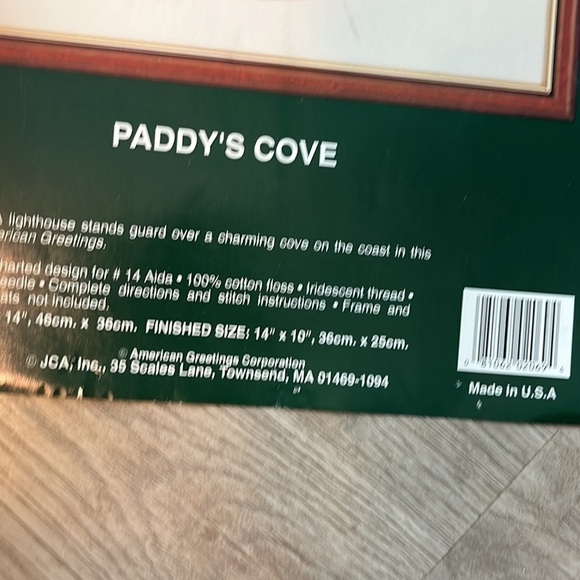 PADDY'S COVE
lighthouse stands guard over a charming cove on the coast in this
erican Greetings.
harted design for # 14 Aida • 100% cotton floss • Iridescent thread •
eedle • Complete directions and stitch instructions • Frame and
ats not included.
14", 46cm. x 36cm. FINISHED SIZE: 14" x 10", 36cm. x 25cm.
© American Greetings Corporation
© JCA, Inc., 35 Scales Lane, Townsend, MA 01469-1094
Made in U.S.A